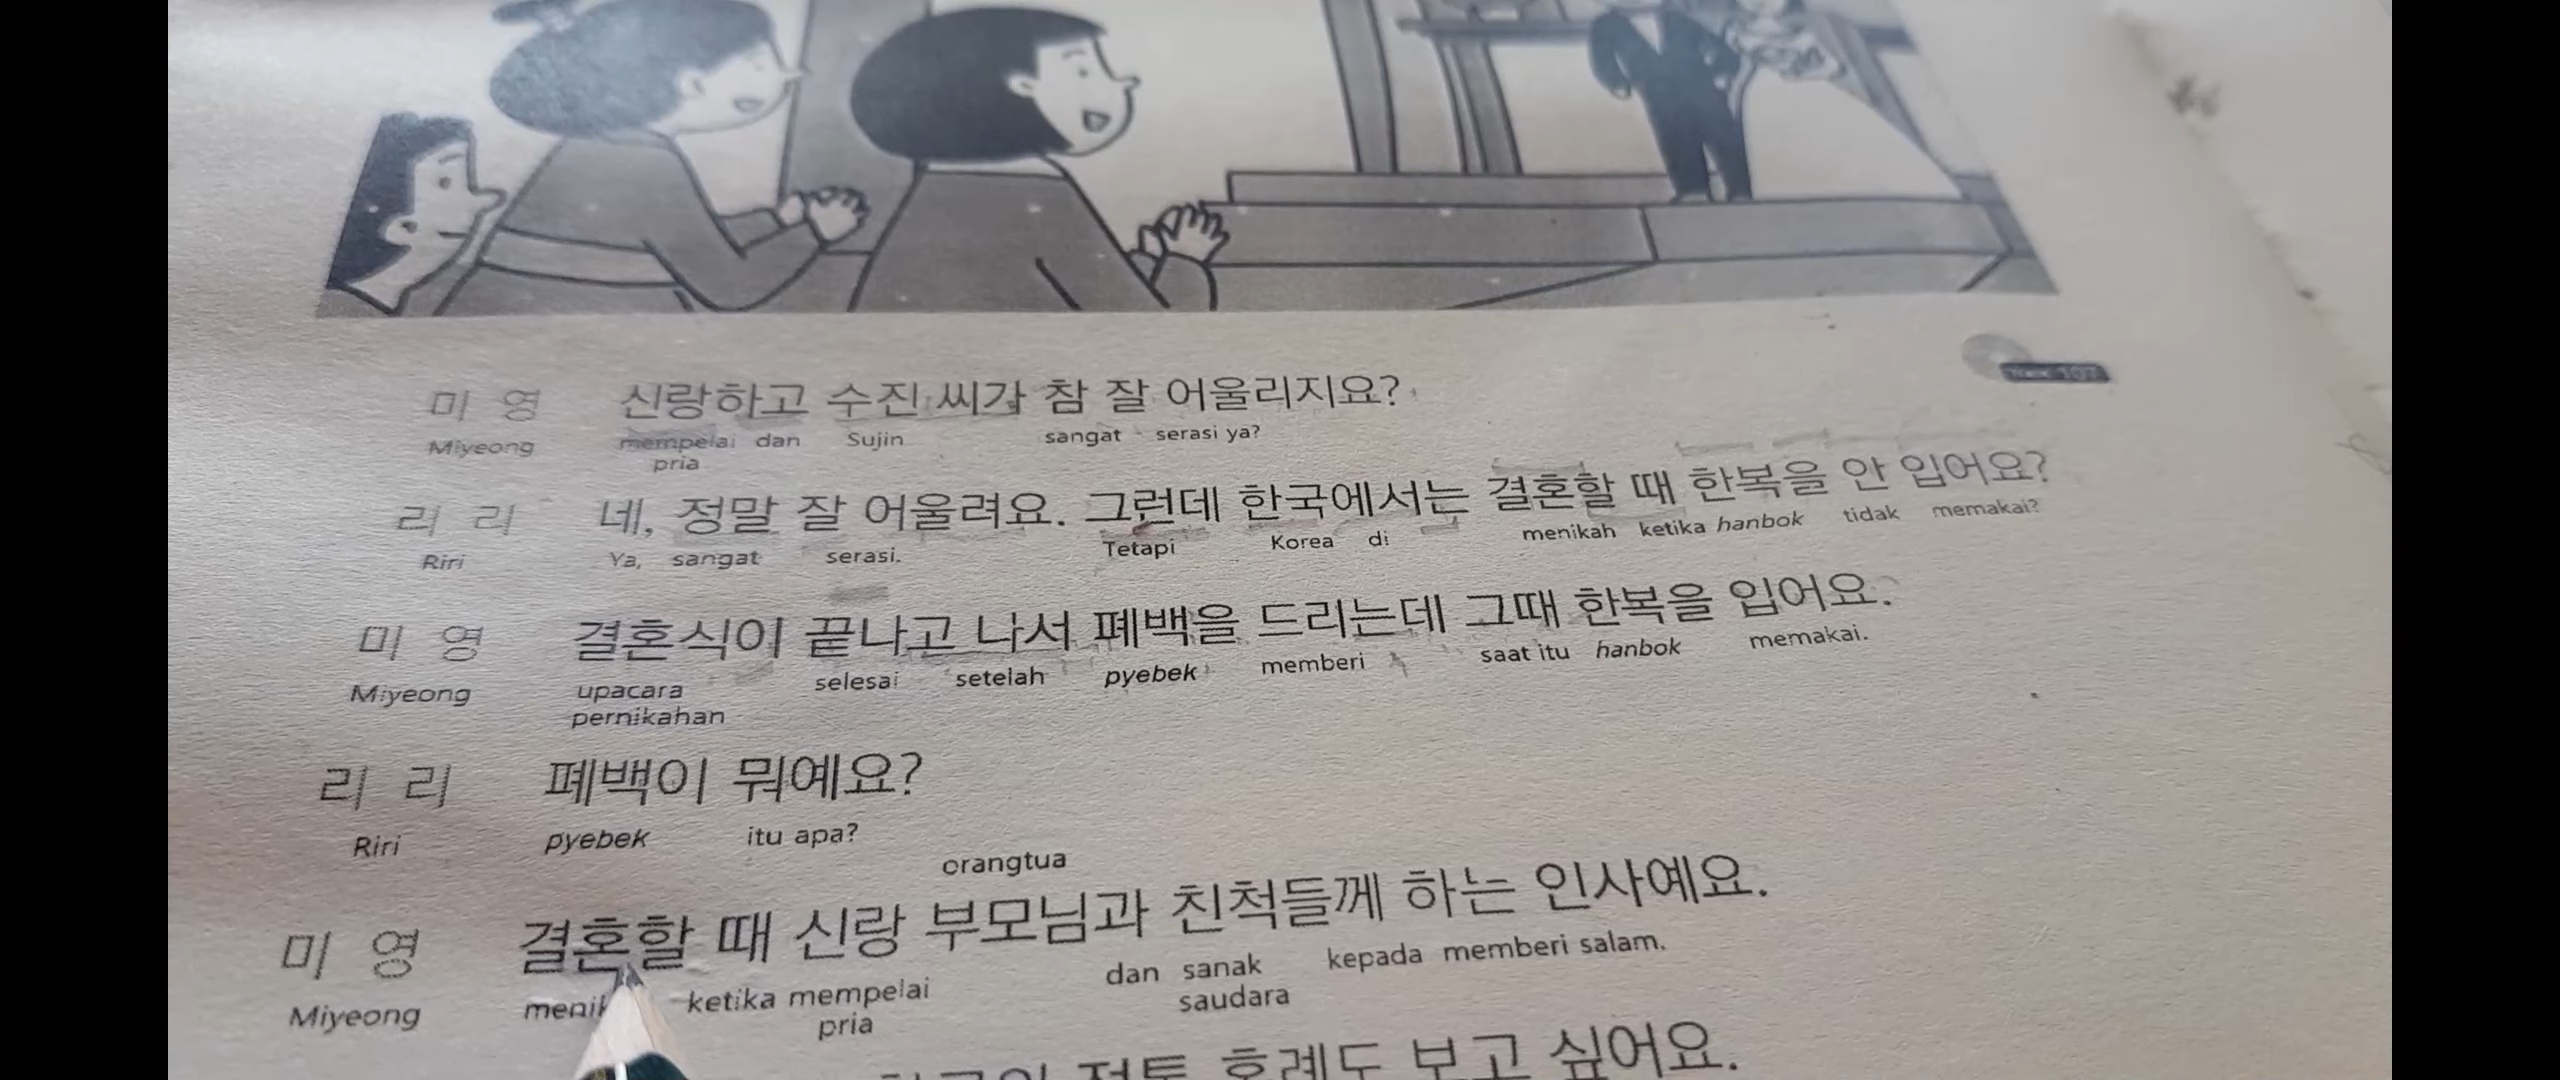 미 영 신랑하고 수진 씨가 참 잘 어울리지요?
Miyeong mempelai dan Sujin sangat serasi ya?
pria
리 리 네, 정말 잘 어울려요. 그런데 한국에서는 결혼할 때 한복을 안 입어요?
Riri Ya, sangat serasi. Tetapi Korea di menikah ketika hanbok tidak memakai?
미 영 결혼식이 끝나고 나서 폐백을 드리는데 그때 한복을 입어요.
Miyeong upacara selesai setelah pyebek memberi saat itu hanbok memakai.
pernikahan
리 리 폐백이 뭐예요?
Riri pyebek itu apa?
orangtua
미 영 결혼할 때 신랑 부모님과 친척들께 하는 인사예요.
Miyeong ketika mempelai dan sanak kepada memberi salam.
pria saudara
전통 혼례도 보고 싶어요.